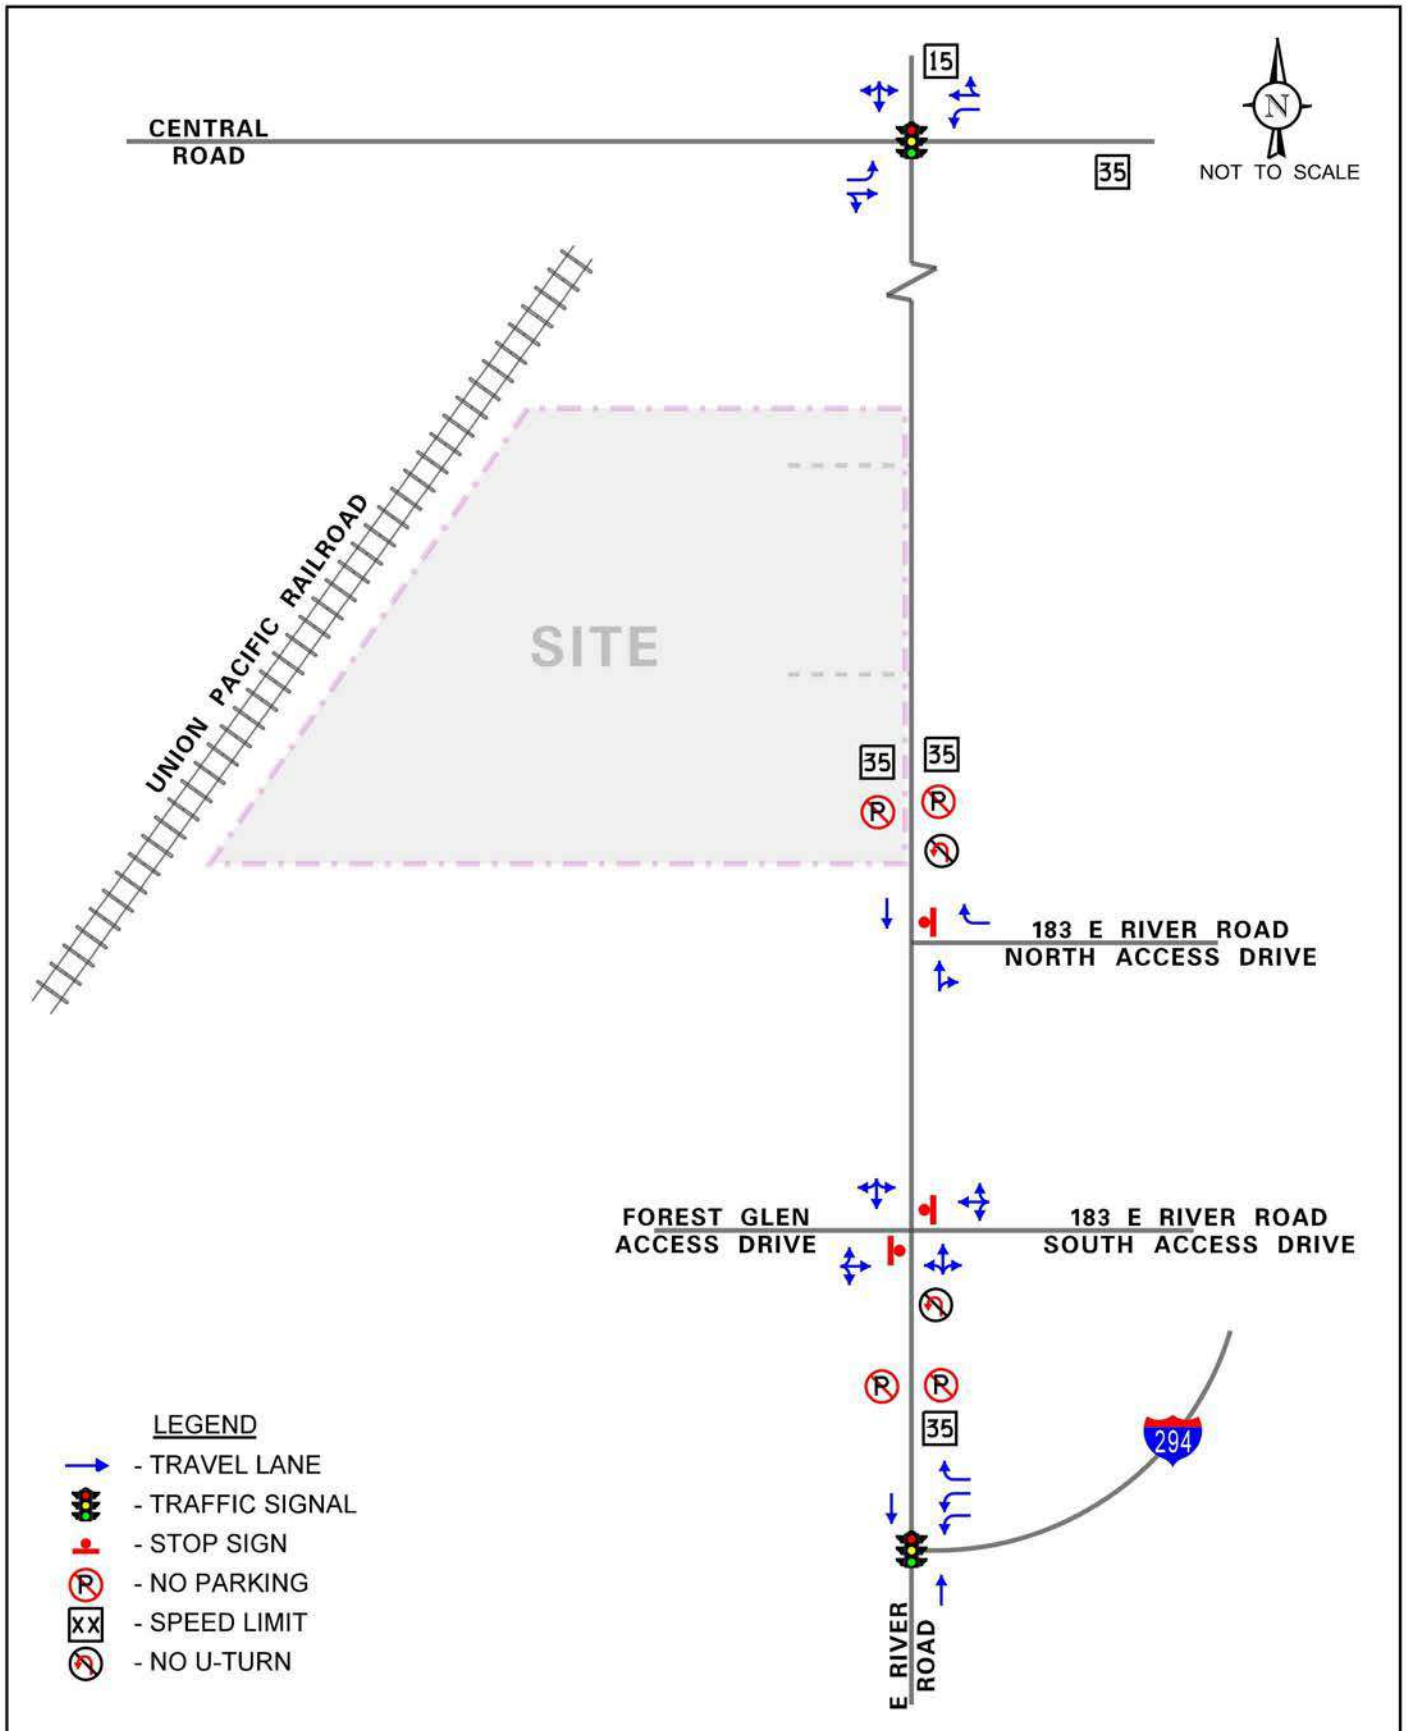 15
N
NOT TO SCALE
CENTRAL
ROAD
35
UNION PACIFIC RAILROAD
SITE
35
35
P
P
183 E RIVER ROAD
NORTH ACCESS DRIVE
FOREST GLEN
ACCESS DRIVE
183 E RIVER ROAD
SOUTH ACCESS DRIVE
P
P
35
294
E RIVER
ROAD
LEGEND
- TRAVEL LANE
- TRAFFIC SIGNAL
- STOP SIGN
P - NO PARKING
XX - SPEED LIMIT
- NO U-TURN